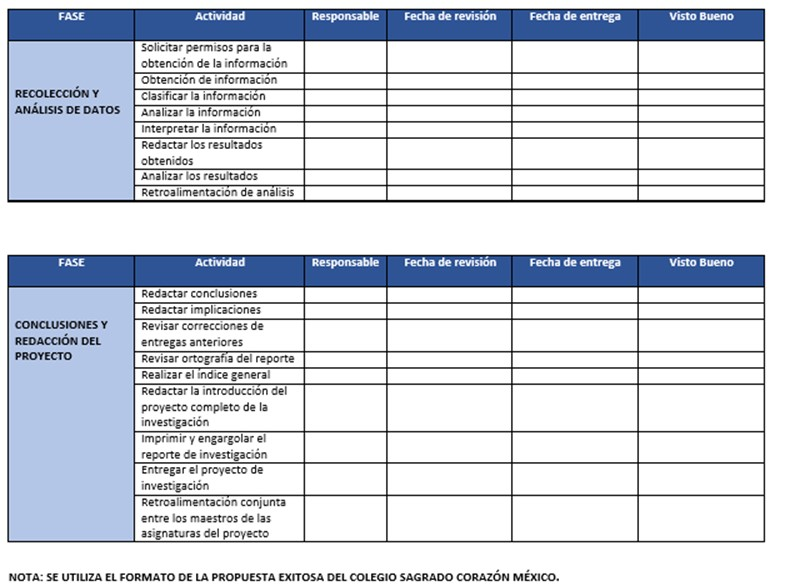 FASE Actividad Responsable Fecha de revisión Fecha de entrega Visto Bueno
RECOLECCIÓN Y
ANÁLISIS DE DATOS
Solicitar permisos para la
obtención de la información
Obtención de información
Clasificar la información
Analizar la información
Interpretar la información
Redactar los resultados
obtenidos
Analizar los resultados
Retroalimentación de análisis
FASE Actividad Responsable Fecha de revisión Fecha de entrega Visto Bueno
CONCLUSIONES Y
REDACCIÓN DEL
PROYECTO
Redactar conclusiones
Redactar implicaciones
Revisar correcciones de
entregas anteriores
Revisar ortografía del reporte
Realizar el índice general
Redactar la introducción del
proyecto completo de la
investigación
Imprimir y engargolar el
reporte de investigación
Entregar el proyecto de
investigación
Retroalimentación conjunta
entre los maestros de las
asignaturas del proyecto
NOTA: SE UTILIZA EL FORMATO DE LA PROPUESTA EXITOSA DEL COLEGIO SAGRADO CORAZÓN MÉXICO.